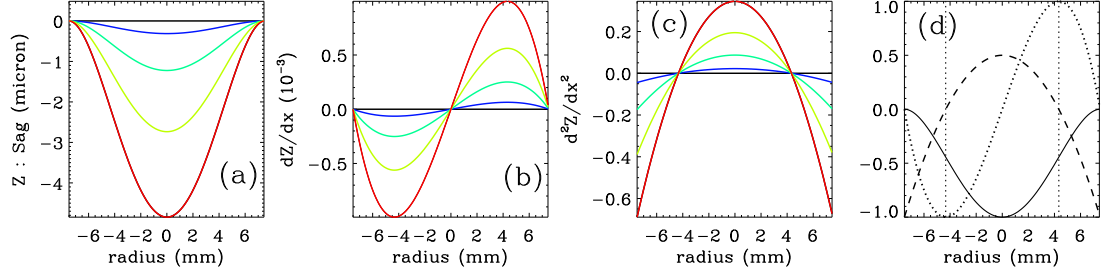 0
-1
-2
-3
-4
Z : Sag (micron)
(a)
-6 -4 -2 0 2 4 6
radius (mm)
0.5
0.0
-0.5
dZ/dx (10⁻³)
(b)
-6 -4 -2 0 2 4 6
radius (mm)
0.2
0.0
-0.2
-0.4
-0.6
d²Z/dx²
(c)
-6 -4 -2 0 2 4 6
radius (mm)
1.0
0.5
0.0
-0.5
-1.0
(d)
-6 -4 -2 0 2 4 6
radius (mm)